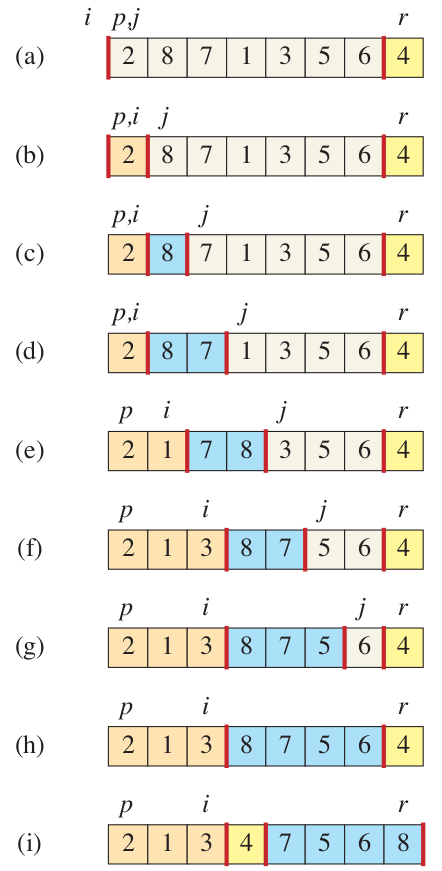 i p,j r
(a) 2 8 7 1 3 5 6 4
p,i j r
(b) 2 8 7 1 3 5 6 4
p,i j r
(c) 2 8 7 1 3 5 6 4
p,i j r
(d) 2 8 7 1 3 5 6 4
p i j r
(e) 2 1 7 8 3 5 6 4
p i j r
(f) 2 1 3 8 7 5 6 4
p i j r
(g) 2 1 3 8 7 5 6 4
p i r
(h) 2 1 3 8 7 5 6 4
p i r
(i) 2 1 3 4 7 5 6 8